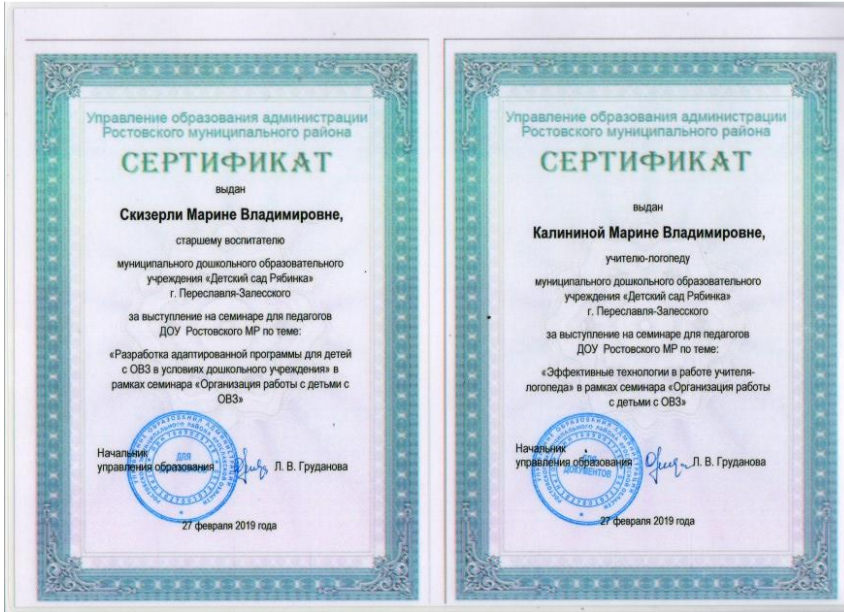 Управление образования администрации
Ростовского муниципального района
СЕРТИФИКАТ
выдан
Скизерли Марине Владимировне,
старшему воспитателю
муниципального дошкольного образовательного
учреждения «Детский сад Рябинка»
г. Переславля-Залесского
за выступление на семинаре для педагогов
ДОУ Ростовского МР по теме:
«Разработка адаптированной программы для детей
с ОВЗ в условиях дошкольного учреждения» в
рамках семинара «Организация работы с детьми с
ОВЗ»
Начальник
управления образования Л. В. Груданова
ДЛЯ
27 февраля 2019 года
Управление образования администрации
Ростовского муниципального района
СЕРТИФИКАТ
выдан
Калининой Марине Владимировне,
учителю-логопеду
муниципального дошкольного образовательного
учреждения «Детский сад Рябинка»
г. Переславля-Залесского
за выступление на семинаре для педагогов
ДОУ Ростовского МР по теме:
«Эффективные технологии в работе учителя-
логопеда» в рамках семинара «Организация работы
с детьми с ОВЗ»
Начальник
управления образования Л. В. Груданова
ДЛЯ
ДОКУМЕНТОВ
27 февраля 2019 года